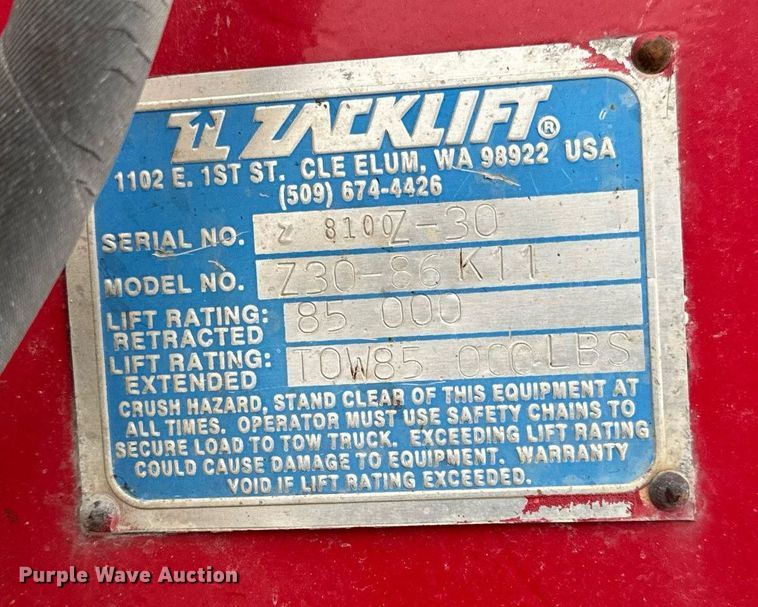 ZACKLIFT®
1102 E. 1ST ST. CLE ELUM, WA 98922 USA
(509) 674-4426
SERIAL NO. Z 8100Z-30
MODEL NO. Z30-86 K11
LIFT RATING: RETRACTED 85 000
LIFT RATING: EXTENDED TOW85 000 LBS
CRUSH HAZARD, STAND CLEAR OF THIS EQUIPMENT AT
ALL TIMES. OPERATOR MUST USE SAFETY CHAINS TO
SECURE LOAD TO TOW TRUCK. EXCEEDING LIFT RATING
COULD CAUSE DAMAGE TO EQUIPMENT. WARRANTY
VOID IF LIFT RATING EXCEEDED.
Purple Wave Auction